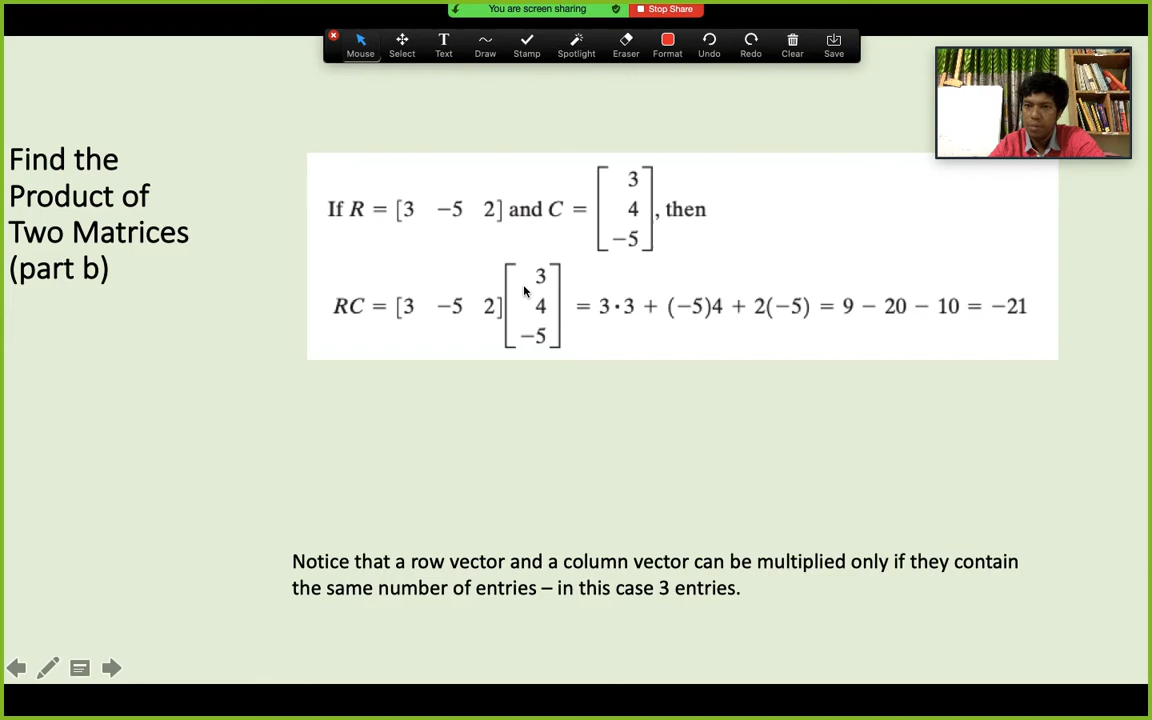 You are screen sharing
Stop Share
Mouse Select Text Draw Stamp Spotlight Eraser Format Undo Redo Clear Save
Find the
Product of
Two Matrices
(part b)
If R = [3 −5 2] and C = [3 4 −5], then
RC = [3 −5 2][3 4 −5] = 3·3 + (−5)4 + 2(−5) = 9 − 20 − 10 = −21
Notice that a row vector and a column vector can be multiplied only if they contain
the same number of entries – in this case 3 entries.